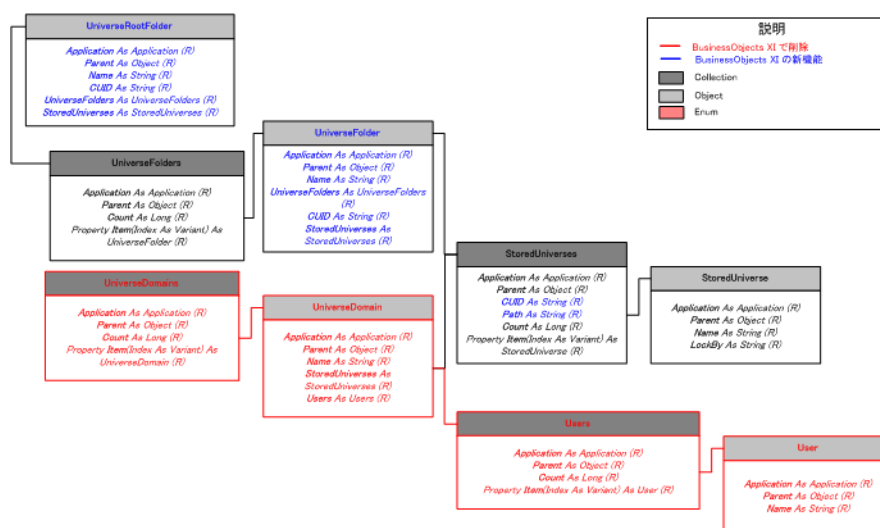 UniverseRootFolder
Application As Application (R)
Parent As Object (R)
Name As String (R)
CUID As String (R)
UniverseFolders As UniverseFolders (R)
StoredUniverses As StoredUniverses (R)
説明
BusinessObjects XI で削除
BusinessObjects XI の新機能
Collection
Object
Enum
UniverseFolders
Application As Application (R)
Parent As Object (R)
Count As Long (R)
Property Item(Index As Variant) As
UniverseFolder (R)
UniverseFolder
Application As Application (R)
Parent As Object (R)
Name As String (R)
UniverseFolders As UniverseFolders
(R)
CUID As String (R)
StoredUniverses As
StoredUniverses (R)
StoredUniverses
Application As Application (R)
Parent As Object (R)
CUID As String (R)
Path As String (R)
Count As Long (R)
Property Item(Index As Variant) As
StoredUniverse (R)
StoredUniverse
Application As Application (R)
Parent As Object (R)
Name As String (R)
LockBy As String (R)
UniverseDomains
Application As Application (R)
Parent As Object (R)
Count As Long (R)
Property Item(Index As Variant) As
UniverseDomain (R)
UniverseDomain
Application As Application (R)
Parent As Object (R)
Name As String (R)
StoredUniverses As
StoredUniverses (R)
Users As Users (R)
Users
Application As Application (R)
Parent As Object (R)
Count As Long (R)
Property Item(Index As Variant) As User (R)
User
Application As Application (R)
Parent As Object (R)
Name As String (R)